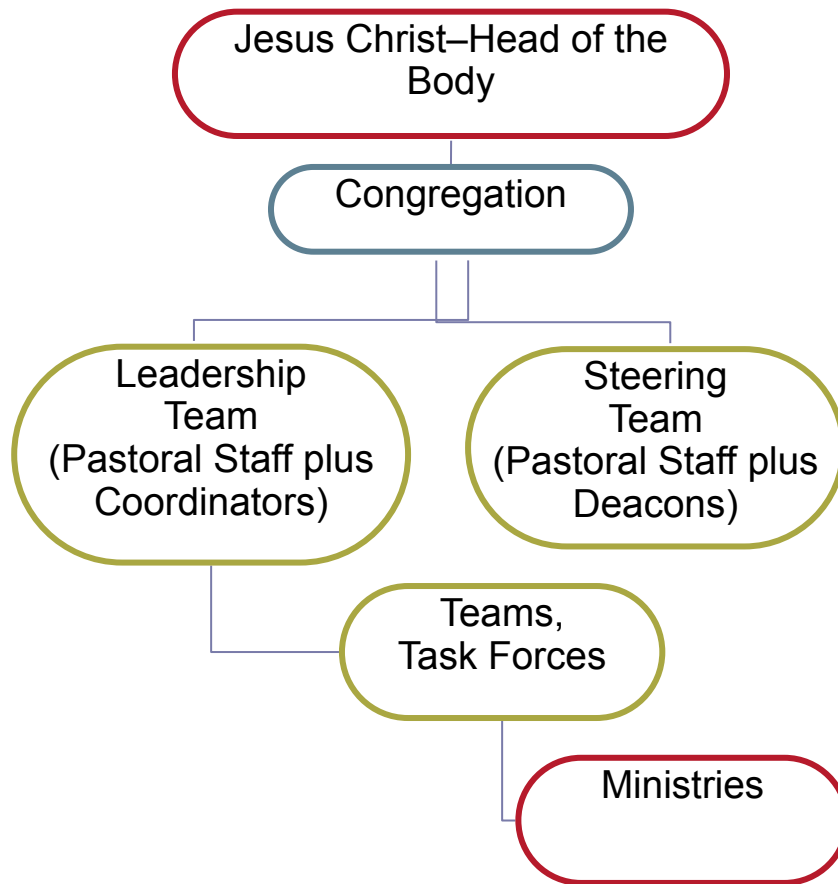 Jesus Christ–Head of the
Body
Congregation
Leadership
Team
(Pastoral Staff plus
Coordinators)
Steering
Team
(Pastoral Staff plus
Deacons)
Teams,
Task Forces
Ministries